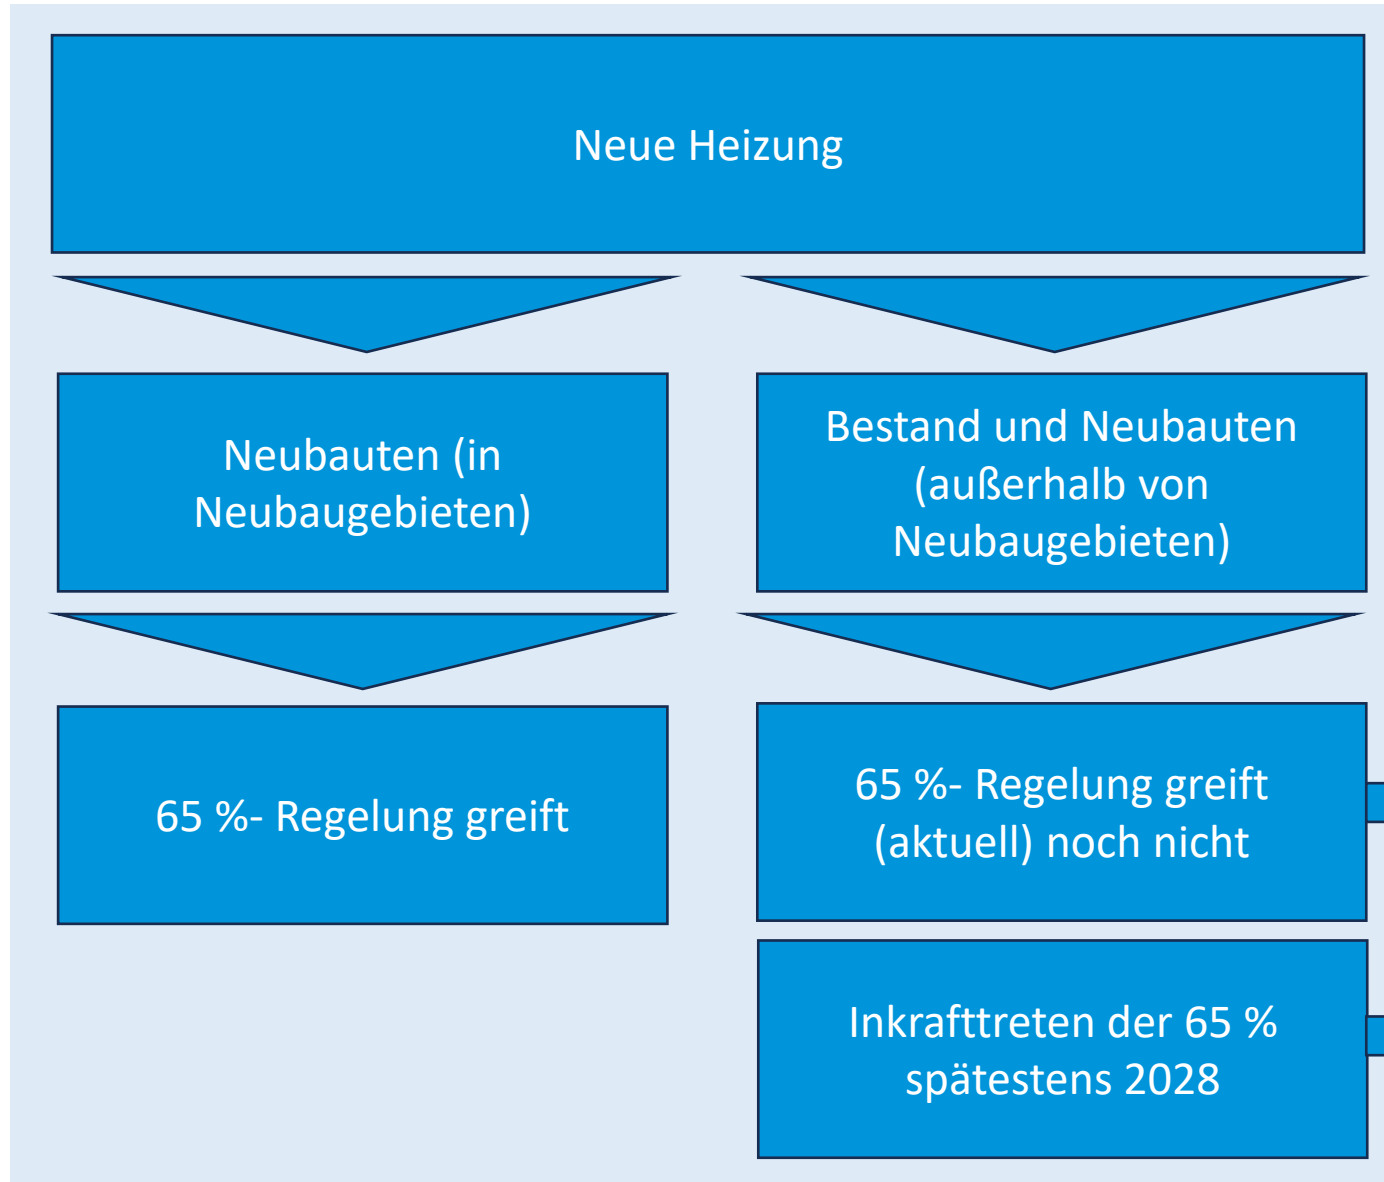 Neue Heizung
Neubauten (in
Neubaugebieten)
Bestand und Neubauten
(außerhalb von
Neubaugebieten)
65 %- Regelung greift
65 %- Regelung greift
(aktuell) noch nicht
Inkrafttreten der 65 %
spätestens 2028